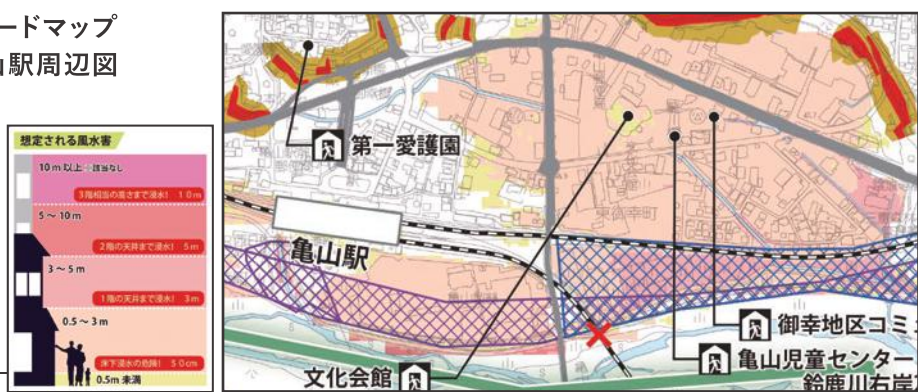 ードマップ
山駅周辺図
想定される風水害
10m以上 ※該当なし
3階相当の高さまで浸水! 10m
5～10m
2階の天井まで浸水! 5m
3～5m
1階の天井まで浸水! 3m
0.5～3m
床下浸水の危険! 50cm
0.5m 未満
第一愛護園
亀山駅
東御幸町
文化会館
御幸地区コミ
亀山児童センター
鈴鹿川右岸